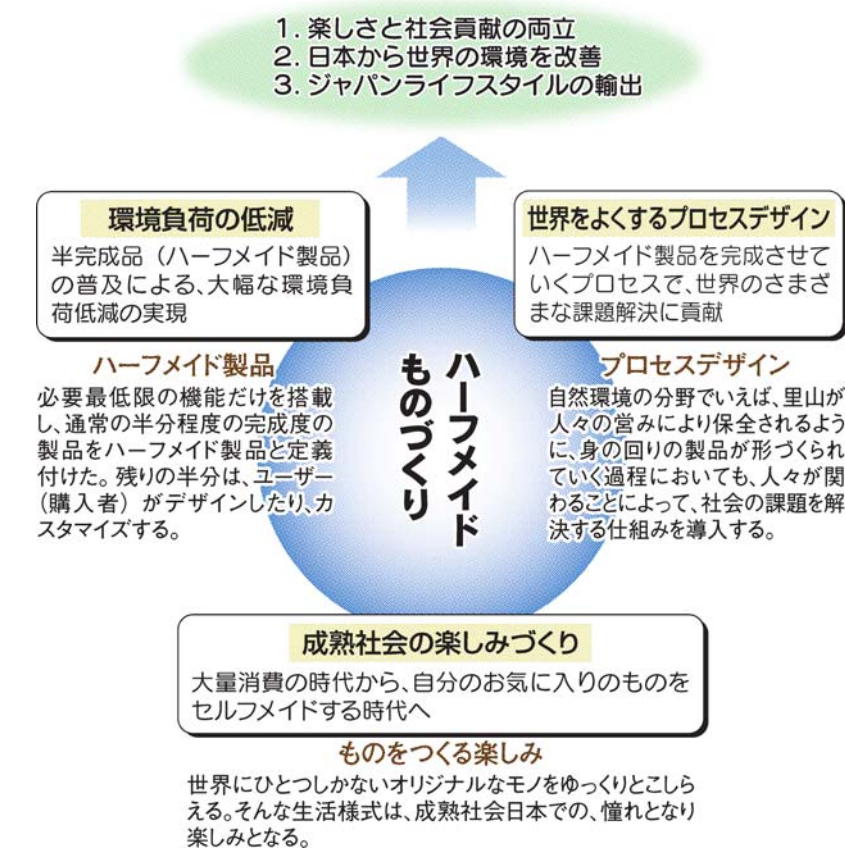 1. 楽しさと社会貢献の両立
2. 日本から世界の環境を改善
3. ジャパンライフスタイルの輸出
環境負荷の低減
半完成品（ハーフメイド製品）
の普及による、大幅な環境負
荷低減の実現
世界をよくするプロセスデザイン
ハーフメイド製品を完成させて
いくプロセスで、世界のさまざ
まな課題解決に貢献
ハーフメイド
ものづくり
ハーフメイド製品
必要最低限の機能だけを搭載
し、通常の半分程度の完成度の
製品をハーフメイド製品と定義
付けた。残りの半分は、ユーザー
（購入者）がデザインしたり、カ
スタマイズする。
プロセスデザイン
自然環境の分野でいえば、里山が
人々の営みにより保全されるよう
に、身の回りの製品が形づくられ
ていく過程においても、人々が関
わることによって、社会の課題を解
決する仕組みを導入する。
成熟社会の楽しみづくり
大量消費の時代から、自分のお気に入りのものを
セルフメイドする時代へ
ものをつくる楽しみ
世界にひとつしかないオリジナルなモノをゆっくりとこしら
える。そんな生活様式は、成熟社会日本での、憧れとなり
楽しみとなる。